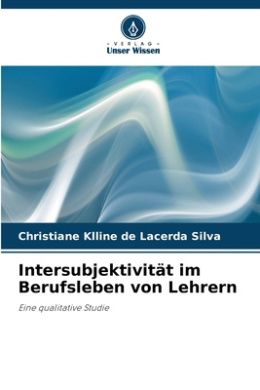 VERLAG
Unser Wissen
Christiane Klline de Lacerda Silva
Intersubjektivität im
Berufsleben von Lehrern
Eine qualitative Studie